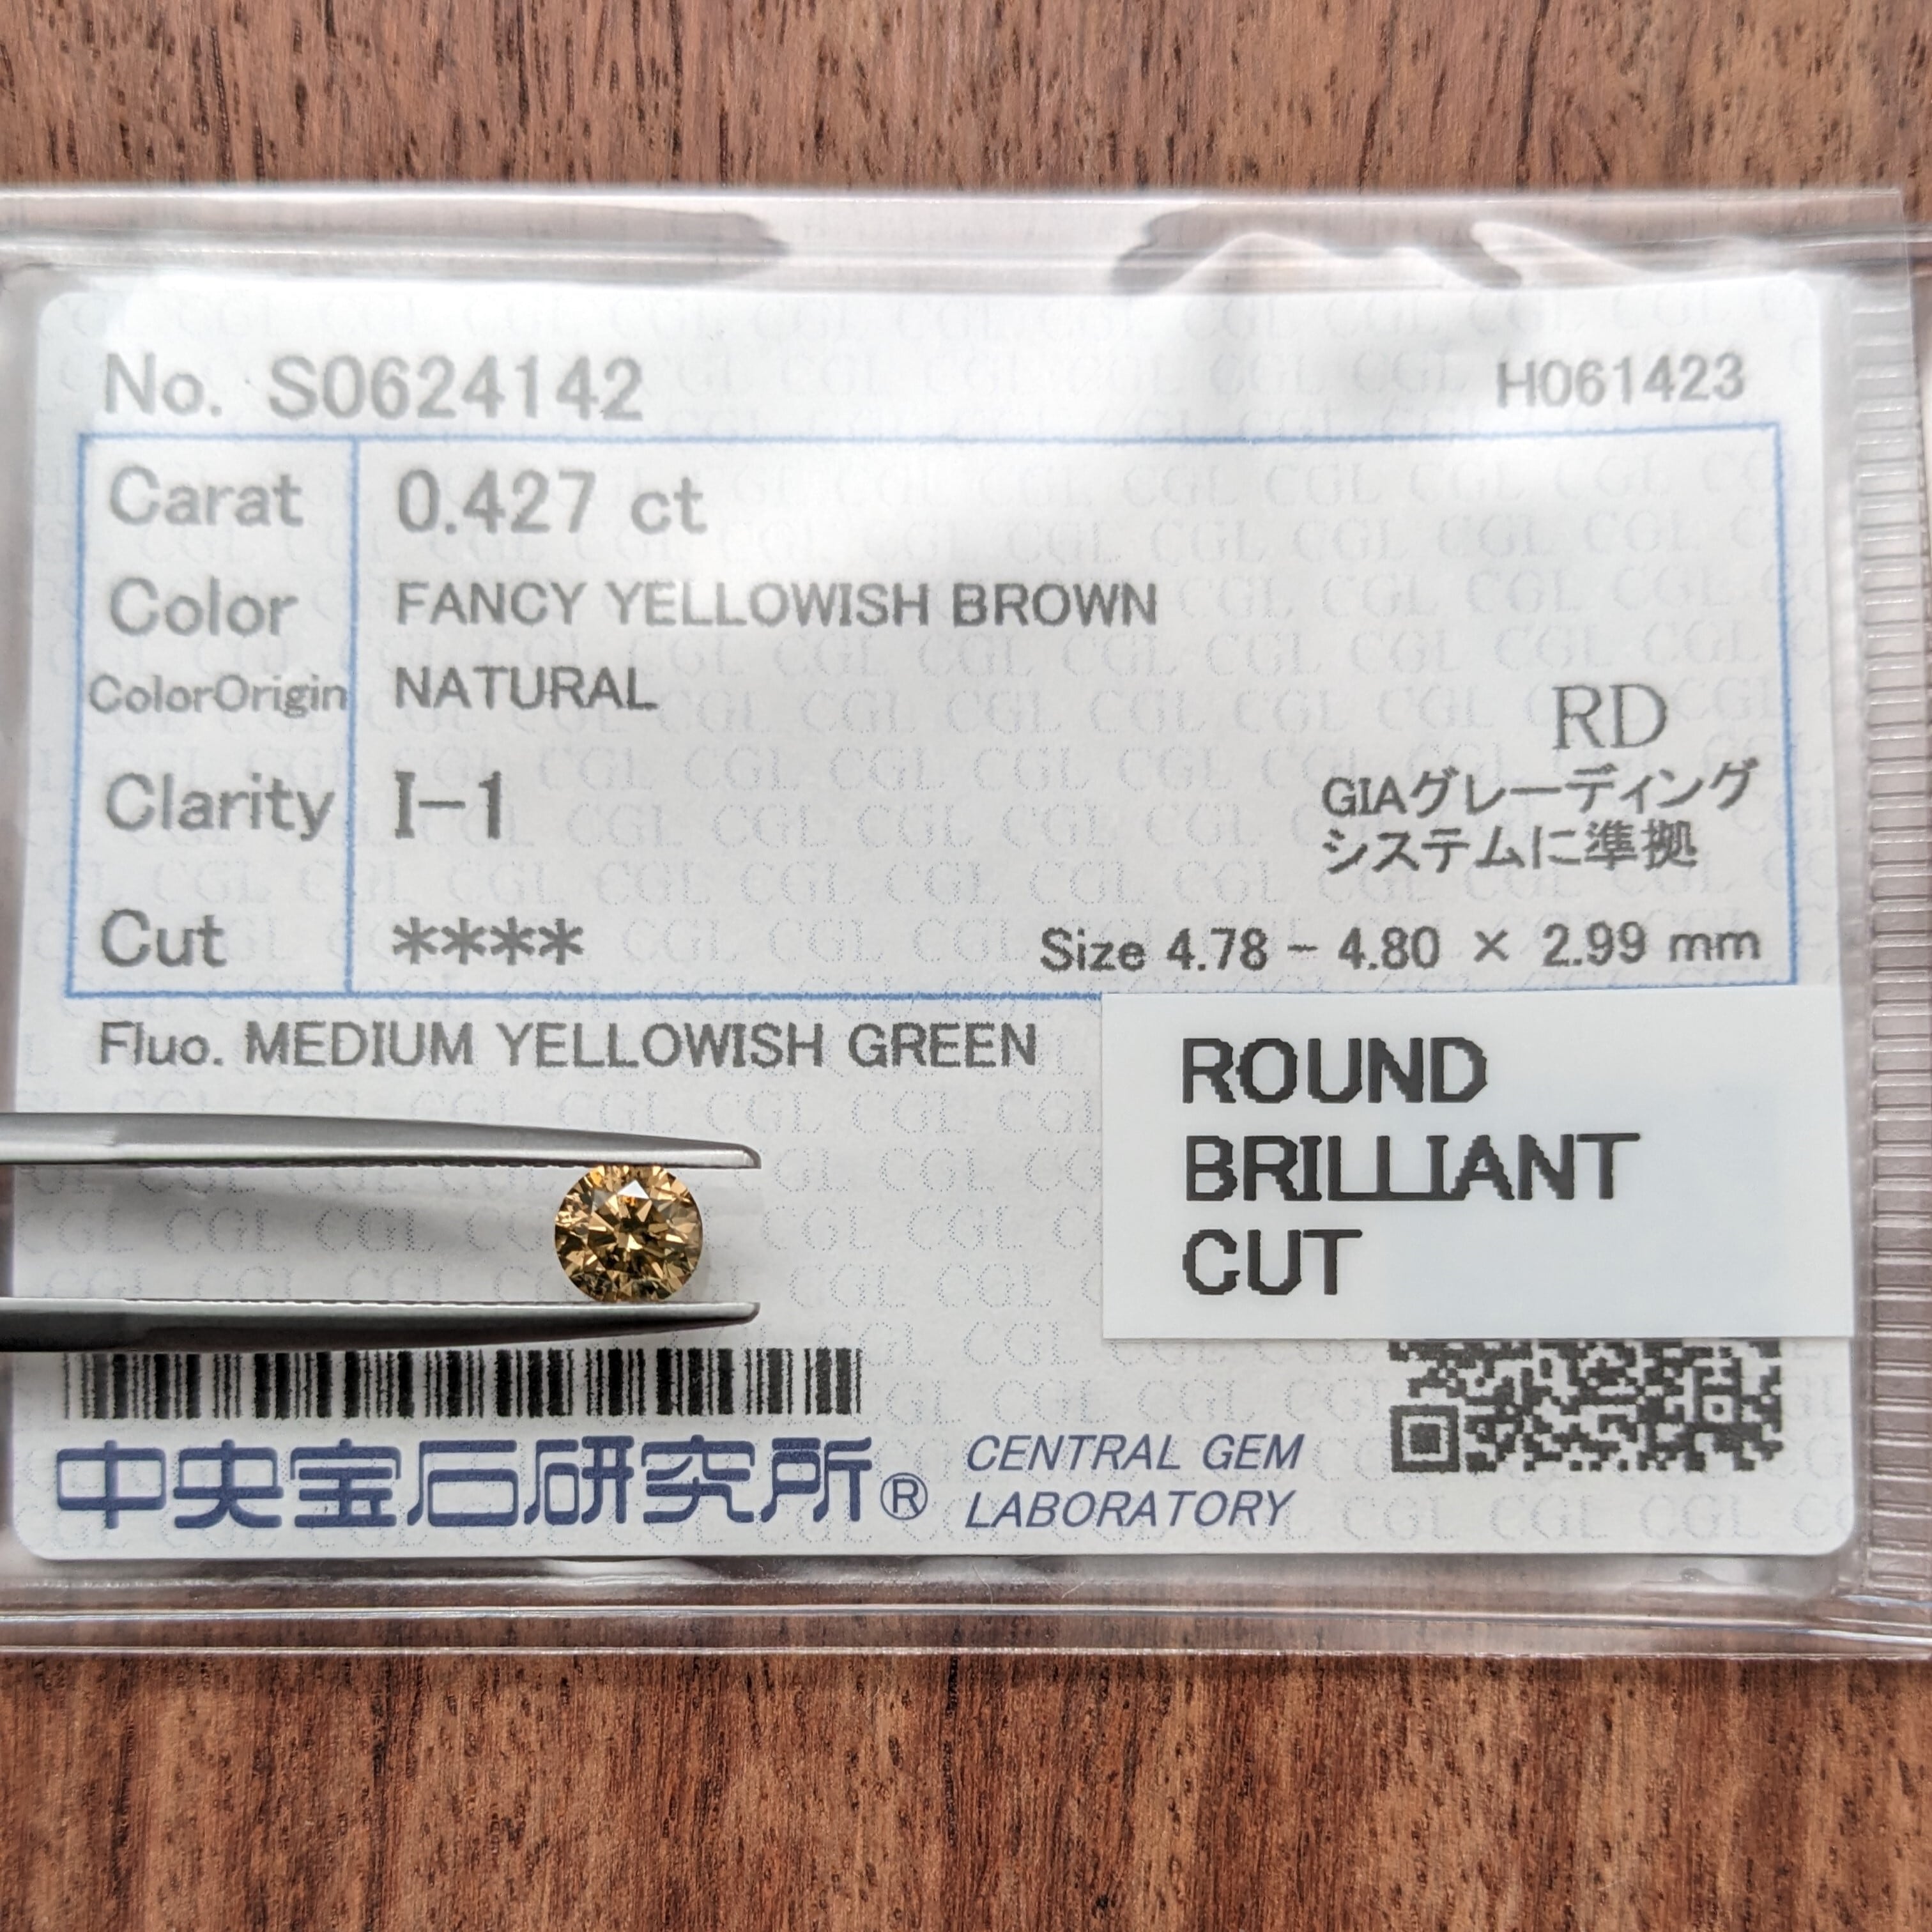 No. S0624142
H061423
Carat 0.427 ct
Color FANCY YELLOWISH BROWN
ColorOrigin NATURAL
RD
Clarity I-1
GIAグレーディング
システムに準拠
Cut ****
Size 4.78 - 4.80 × 2.99 mm
Fluo. MEDIUM YELLOWISH GREEN
ROUND
BRILLIANT
CUT
中央宝石研究所®
CENTRAL GEM
LABORATORY